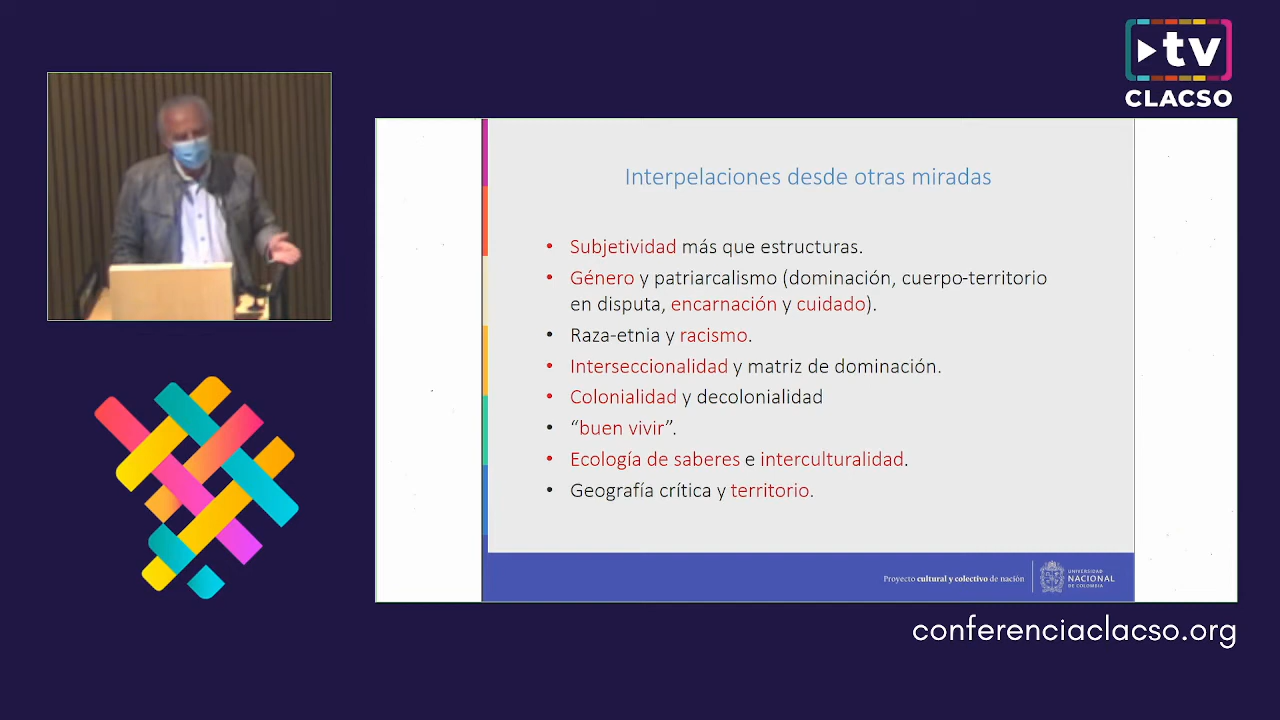 tv
CLACSO
Interpelaciones desde otras miradas
• Subjetividad más que estructuras.
• Género y patriarcalismo (dominación, cuerpo-territorio
en disputa, encarnación y cuidado).
• Raza-etnia y racismo.
• Interseccionalidad y matriz de dominación.
• Colonialidad y decolonialidad
• “buen vivir”.
• Ecología de saberes e interculturalidad.
• Geografía crítica y territorio.
Proyecto cultural y colectivo de nación
UNIVERSIDAD
NACIONAL
DE COLOMBIA
conferenciaclacso.org